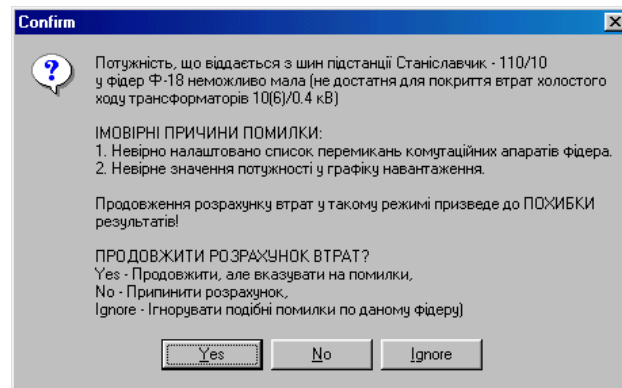 Confirm
Потужність, що віддається з шин підстанції Станіславчик - 110/10
у фідер Ф-18 неможливо мала (не достатня для покриття втрат холостого
ходу трансформаторів 10(6)/0.4 кВ)
ІМОВІРНІ ПРИЧИНИ ПОМИЛКИ:
1. Невірно налаштовано список перемикань комутаційних апаратів фідера.
2. Невірне значення потужності у графіку навантаження.
Продовження розрахунку втрат у такому режимі призведе до ПОХИБКИ
результатів!
ПРОДОВЖИТИ РОЗРАХУНОК ВТРАТ?
Yes - Продовжити, але вказувати на помилки,
No - Припинити розрахунок,
Ignore - Ігнорувати подібні помилки по даному фідеру)
Yes No Ignore